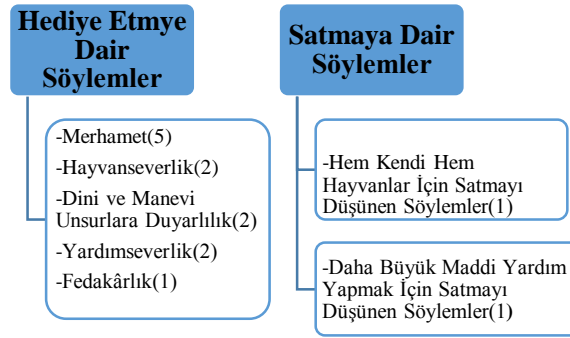 Hediye Etmye
Dair
Söylemler
-Merhamet(5)
-Hayvanseverlik(2)
-Dini ve Manevi
Unsurlara Duyarlılık(2)
-Yardımseverlik(2)
-Fedakârlık(1)
Satmaya Dair
Söylemler
-Hem Kendi Hem
Hayvanlar İçin Satmayı
Düşünen Söylemler(1)
-Daha Büyük Maddi Yardım
Yapmak İçin Satmayı
Düşünen Söylemler(1)